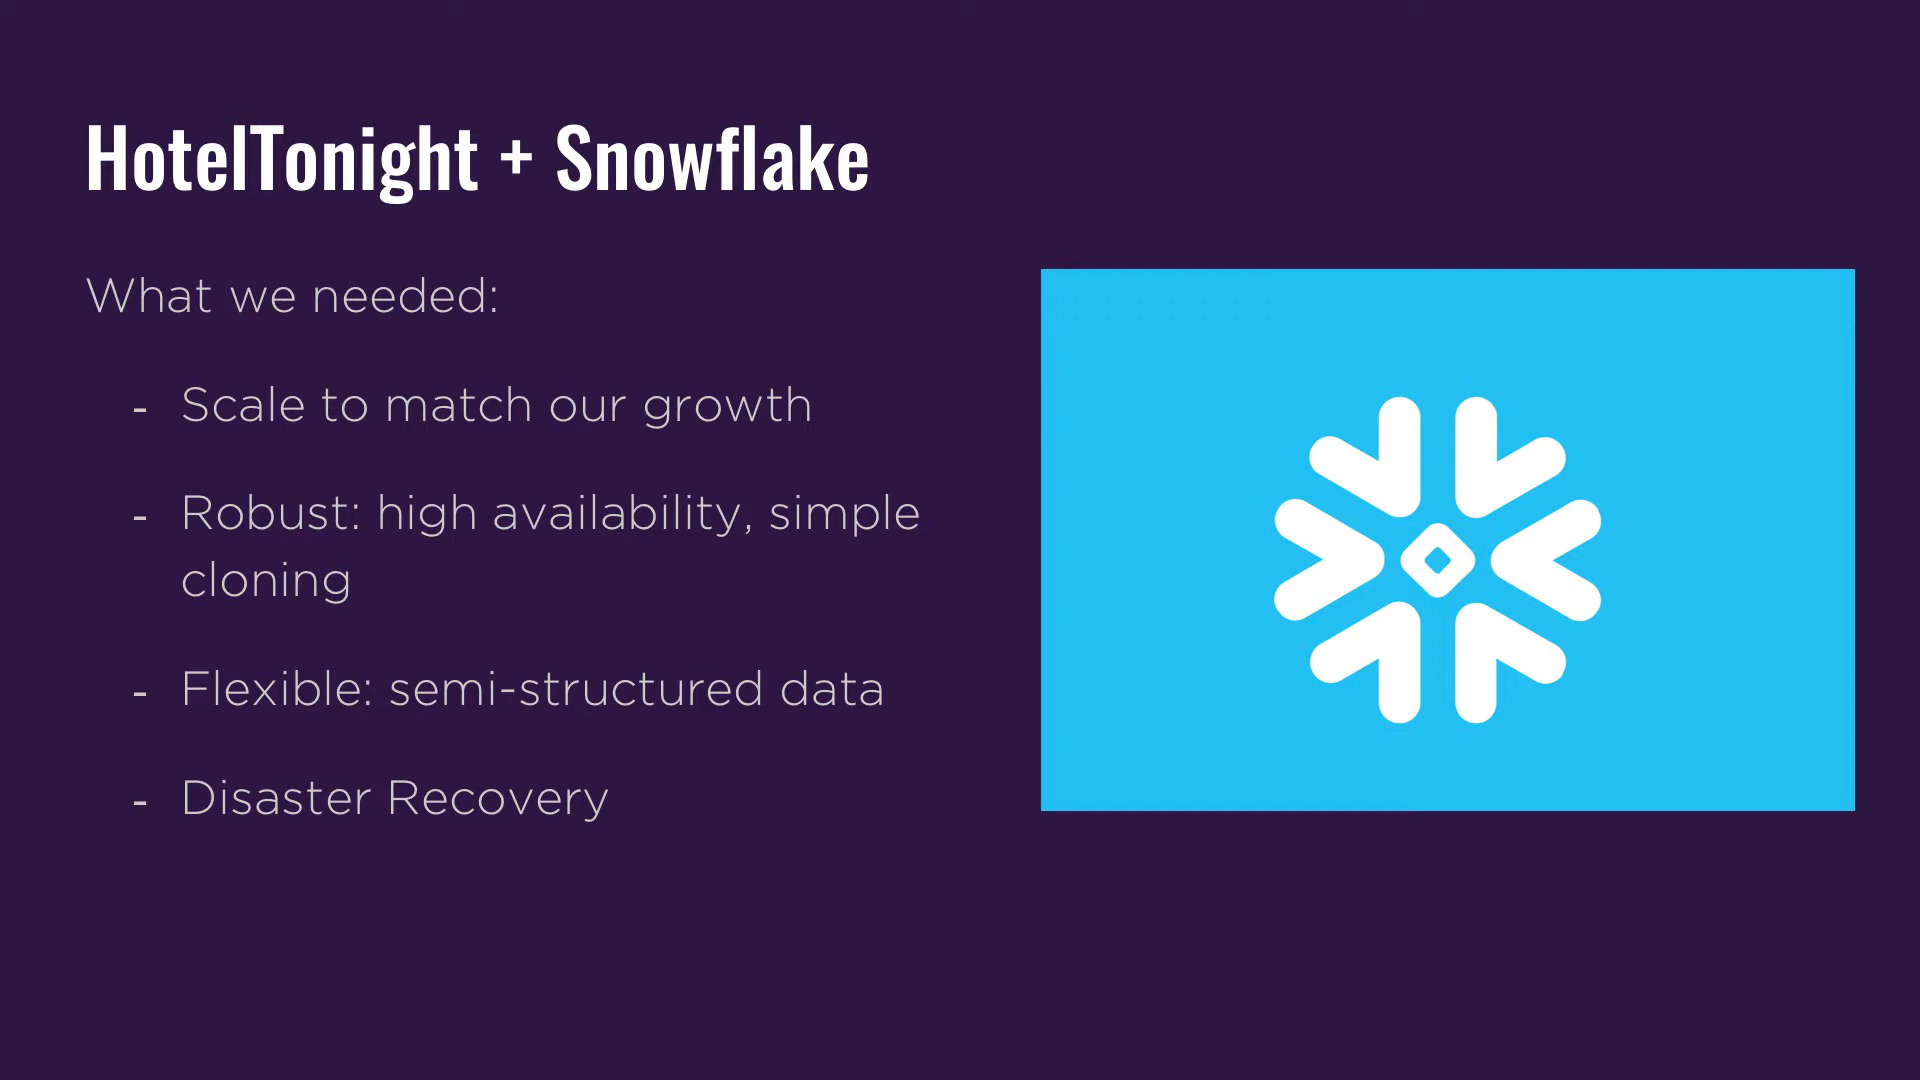 HotelTonight + Snowflake
What we needed:
- Scale to match our growth
- Robust: high availability, simple
cloning
- Flexible: semi-structured data
- Disaster Recovery